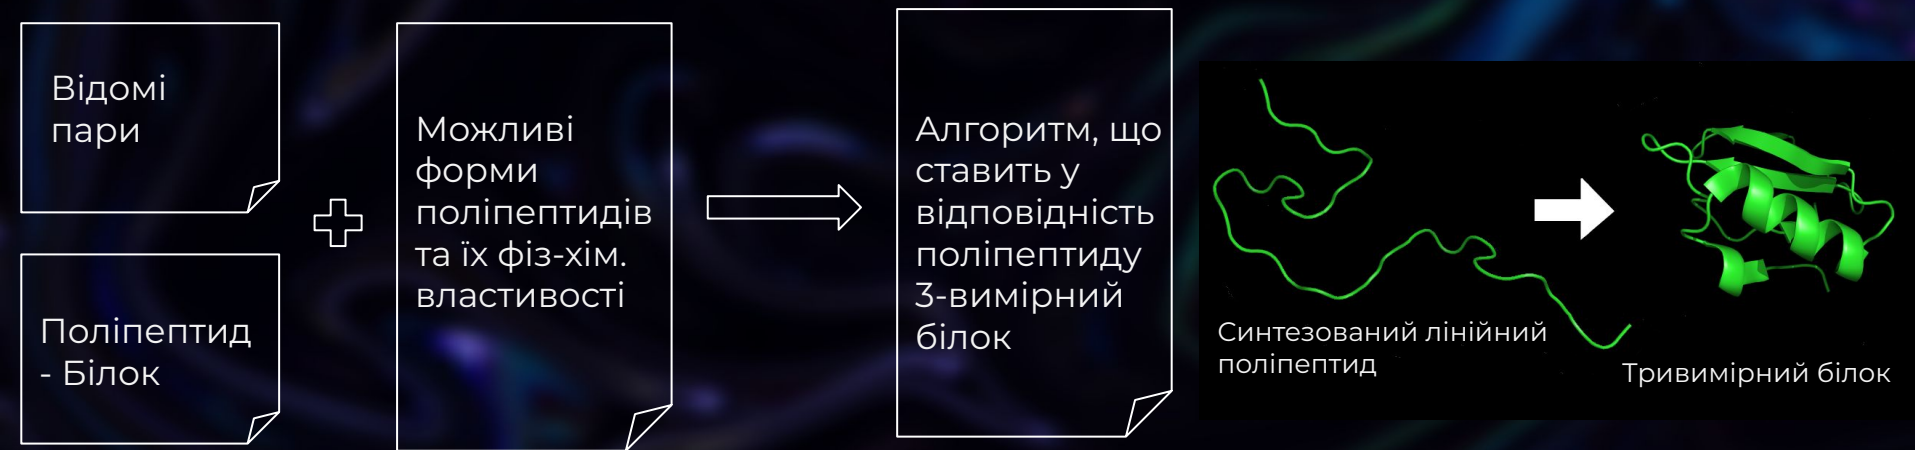 Відомі
пари
Поліпептид
- Білок
Можливі
форми
поліпептидів
та їх фіз-хім.
властивості
Алгоритм, що
ставить у
відповідність
поліпептиду
3-вимірний
білок
Синтезований лінійний
поліпептид
Тривимірний білок